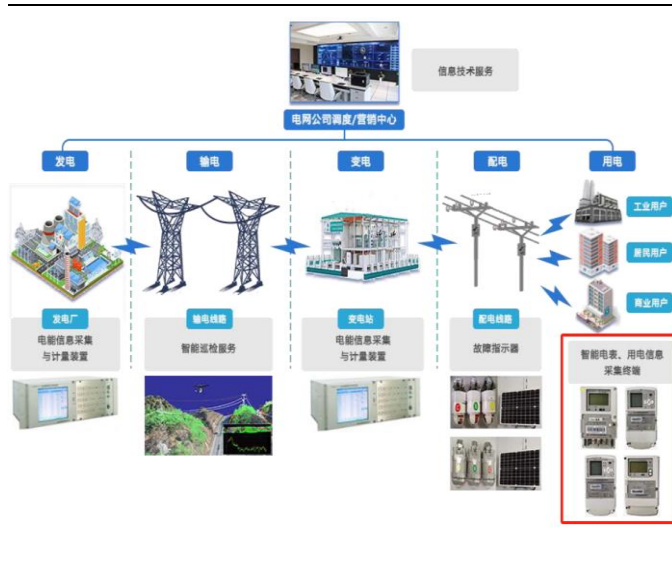 信息技术服务
电网公司调度/营销中心
发电
输电
变电
配电
用电
工业用户
居民用户
商业用户
发电厂
电能信息采集
与计量装置
输电线路
智能巡检服务
变电站
电能信息采集
与计量装置
配电线路
故障指示器
智能电表、用电信息
采集终端